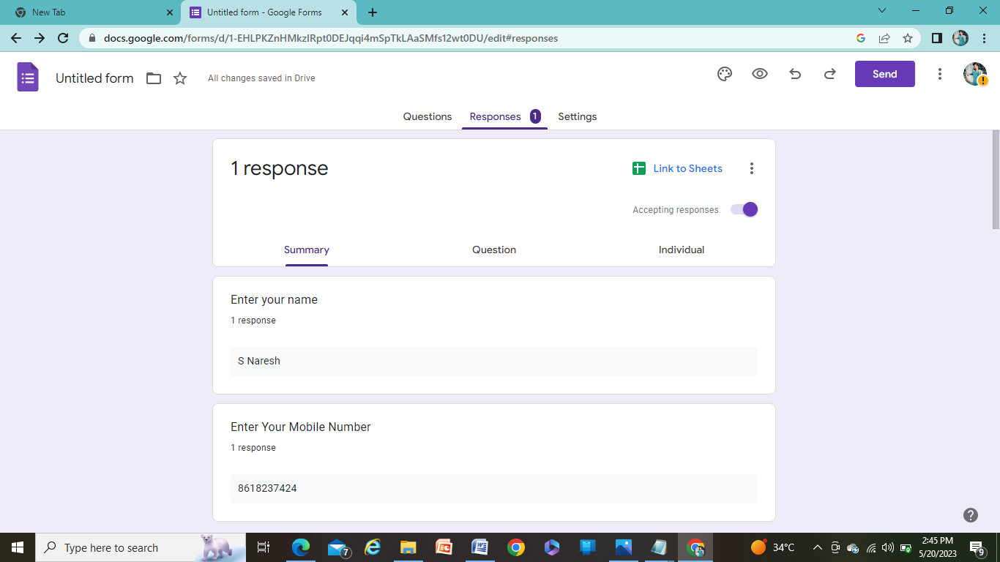 New Tab
Untitled form - Google Forms
docs.google.com/forms/d/1-EHLPKZnHMkzIRpt0DEJqqi4mSpTkLAaSMfs12wt0DU/edit#responses
Untitled form
All changes saved in Drive
Send
Questions
Responses 1
Settings
1 response
Link to Sheets
Accepting responses
Summary
Question
Individual
Enter your name
1 response
S Naresh
Enter Your Mobile Number
1 response
8618237424
Type here to search
7
34°C
2:45 PM
5/20/2023
9